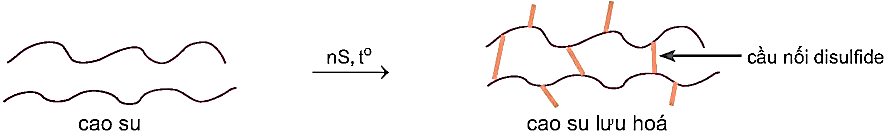 nS, t°
cầu nối disulfide
cao su
cao su lưu hoá